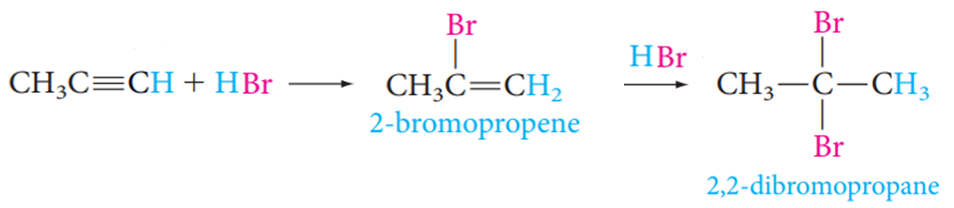 Br
CH₃C≡CH + HBr ⟶ CH₃C=CH₂
2-bromopropene
HBr
⟶
Br
CH₃—C—CH₃
Br
2,2-dibromopropane